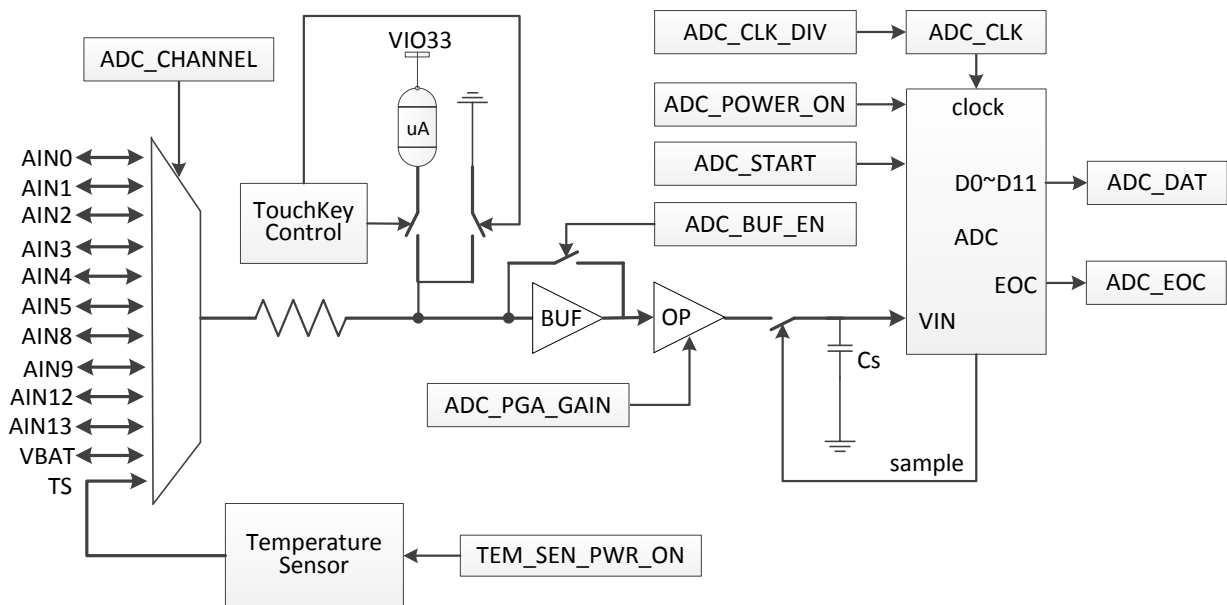 ADC_CHANNEL
VIO33
uA
ADC_CLK_DIV
ADC_CLK
ADC_POWER_ON
clock
ADC_START
D0~D11
ADC_DAT
ADC
EOC
ADC_EOC
VIN
TouchKey
Control
ADC_BUF_EN
AIN0
AIN1
AIN2
AIN3
AIN4
AIN5
AIN8
AIN9
AIN12
AIN13
VBAT
TS
BUF
OP
Cs
ADC_PGA_GAIN
sample
Temperature
Sensor
TEM_SEN_PWR_ON